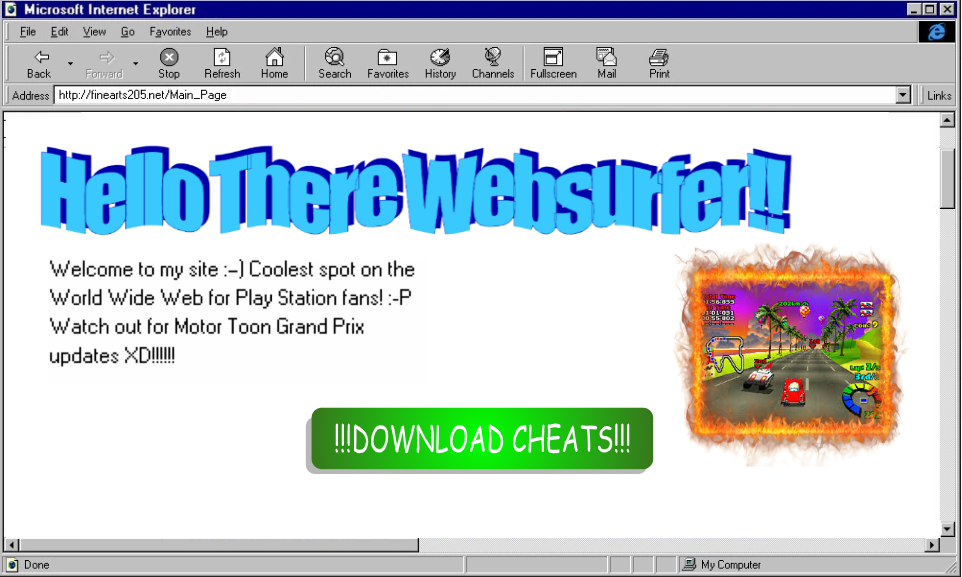 Microsoft Internet Explorer
File Edit View Go Favorites Help
Back Forward Stop Refresh Home Search Favorites History Channels Fullscreen Mail Print
Address http://finearts205.net/Main_Page Links
Hello There Websurfer!!
Welcome to my site :-) Coolest spot on the
World Wide Web for Play Station fans! :-P
Watch out for Motor Toon Grand Prix
updates XD!!!!!!
202km/h
!!!DOWNLOAD CHEATS!!!
Done My Computer